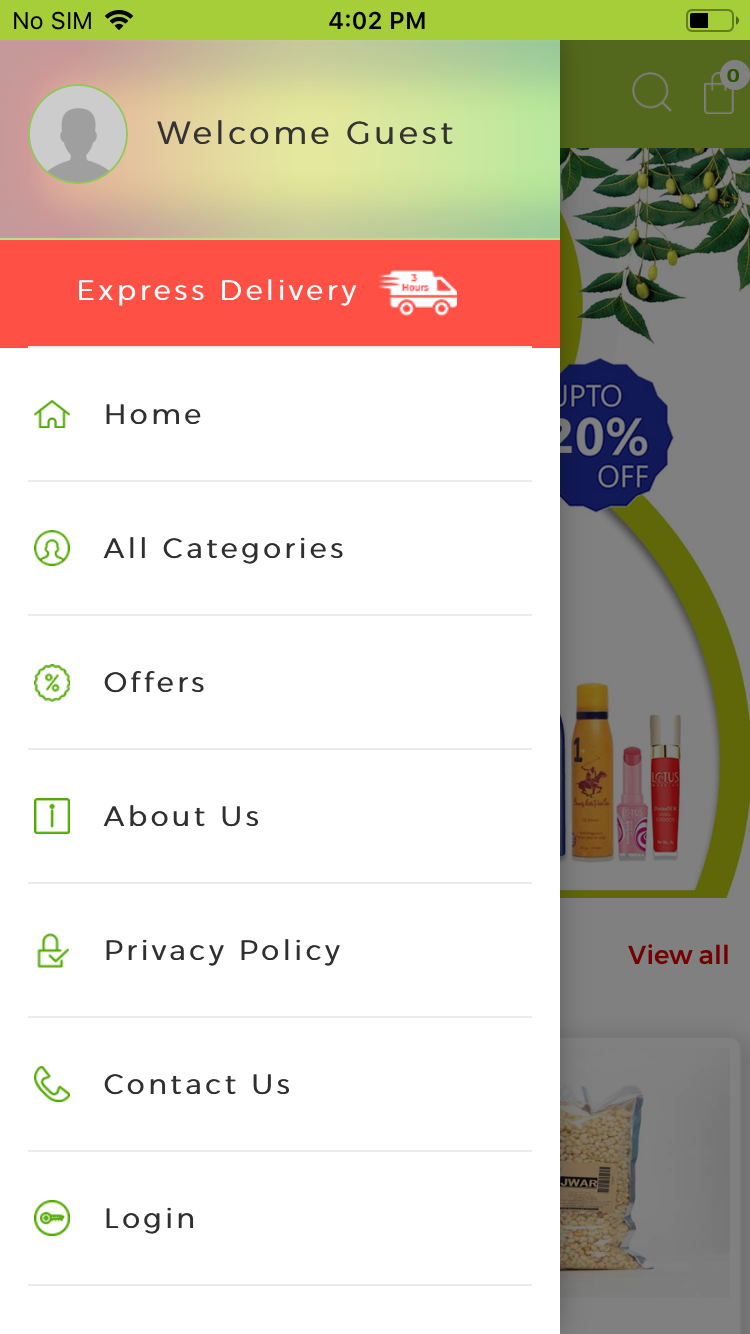 No SIM 4:02 PM
0
Welcome Guest
Express Delivery
3
Hours
UPTO
20%
OFF
Home
All Categories
Offers
1
LOTUS
About Us
Privacy Policy
View all
Contact Us
JWAR
Login